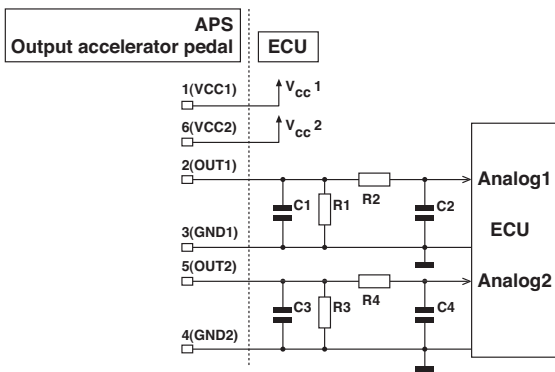 APS
Output accelerator pedal
ECU
1(VCC1)
Vcc 1
6(VCC2)
Vcc 2
2(OUT1)
Analog1
R2
C1
R1
C2
ECU
3(GND1)
5(OUT2)
Analog2
R4
C3
R3
C4
4(GND2)